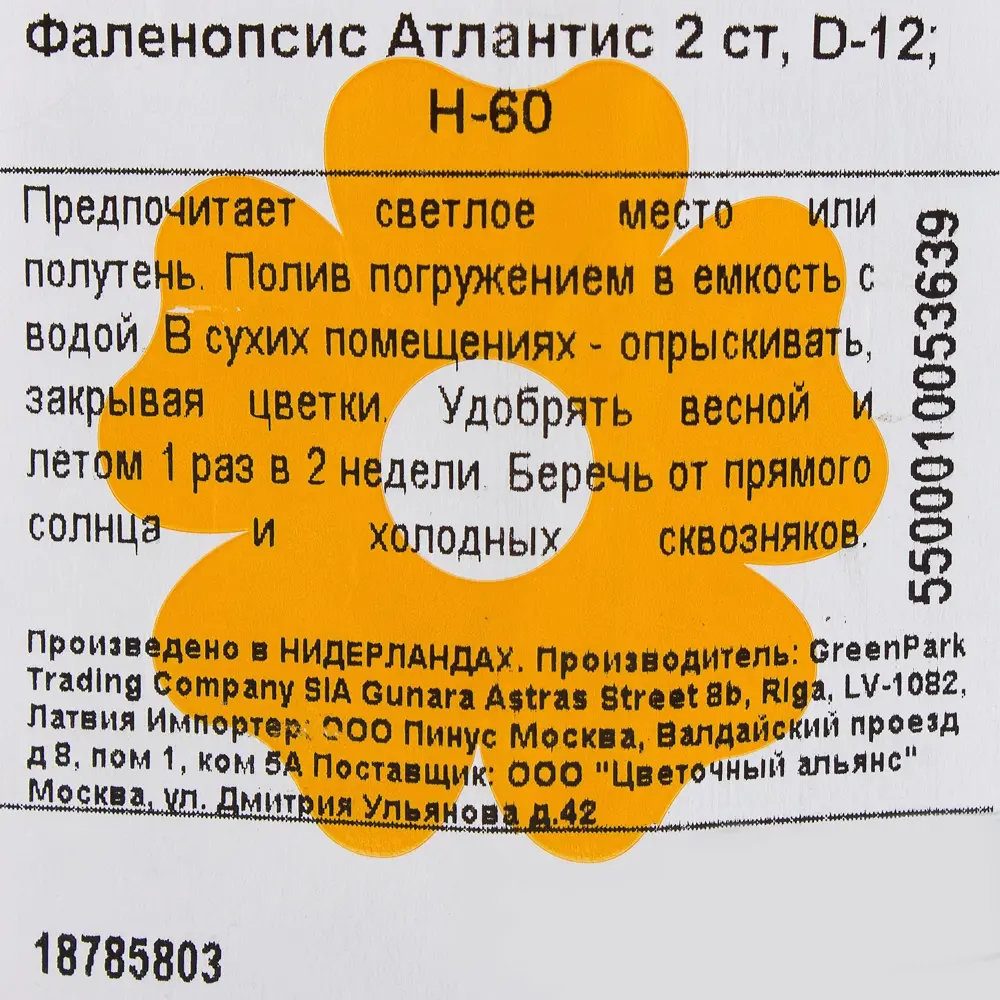 Фаленопсис Атлантис 2 ст, D-12;
H-60
Предпочитает светлое место или
полутень. Полив погружением в емкость с
водой. В сухих помещениях - опрыскивать,
закрывая цветки. Удобрять весной и
летом 1 раз в 2 недели. Беречь от прямого
солнца и холодных сквозняков.
5500010053639
Произведено в НИДЕРЛАНДАХ. Производитель: GreenPark
Trading Company SIA Gunara Astras Street 8b, Riga, LV-1082,
Латвия Импортер: ООО Пинус Москва, Валдайский проезд
д 8, пом 1, ком 5А Поставщик: ООО "Цветочный альянс"
Москва, ул. Дмитрия Ульянова д.42
18785803